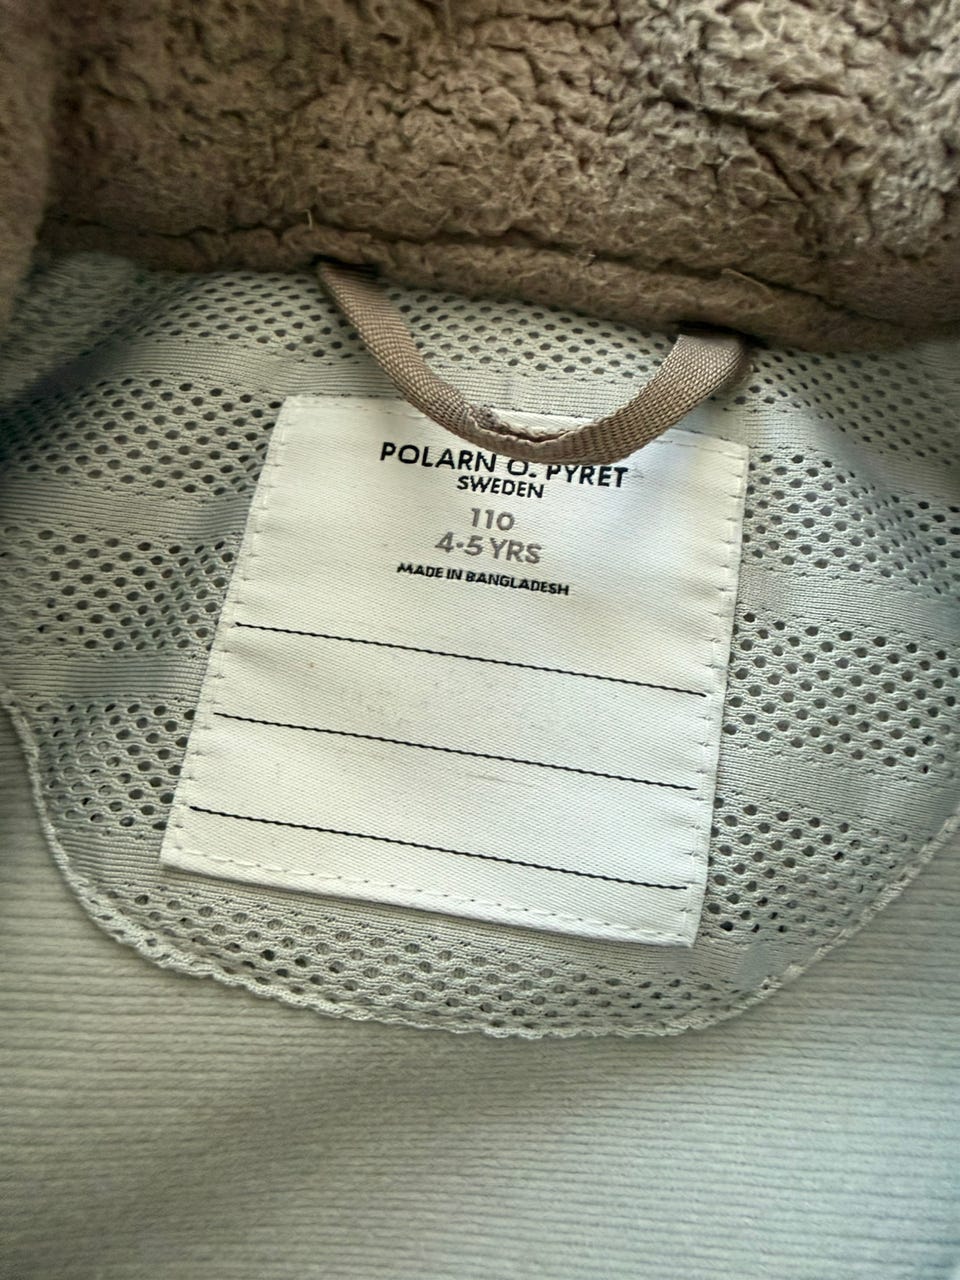 POLARN O. PYRET
SWEDEN
110
4-5 YRS
MADE IN BANGLADESH